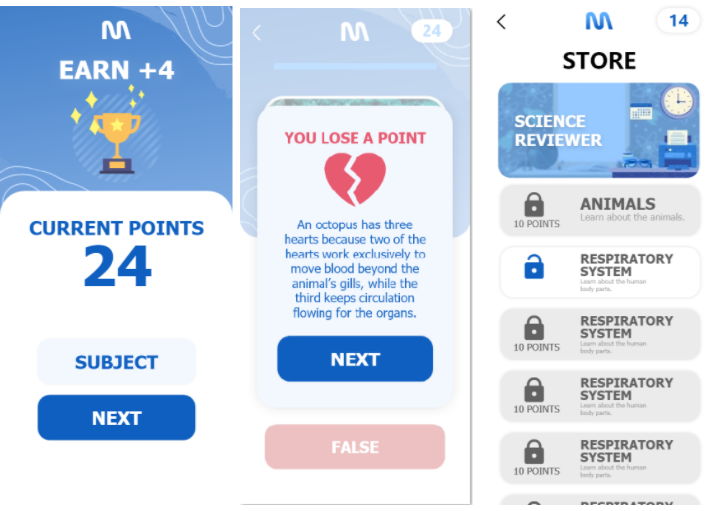 M
EARN +4
CURRENT POINTS
24
SUBJECT
NEXT
M
24
YOU LOSE A POINT
An octopus has three
hearts because two of the
hearts work exclusively to
move blood beyond the
animal's gills, while the
third keeps circulation
flowing for the organs.
NEXT
FALSE
M
14
STORE
SCIENCE
REVIEWER
ANIMALS
Learn about the animals.
10 POINTS
RESPIRATORY
SYSTEM
Learn about the human
body parts.
RESPIRATORY
SYSTEM
Learn about the human
body parts.
10 POINTS
RESPIRATORY
SYSTEM
Learn about the human
body parts.
10 POINTS
RESPIRATORY
SYSTEM
Learn about the human
body parts.
10 POINTS
RESPIRATORY